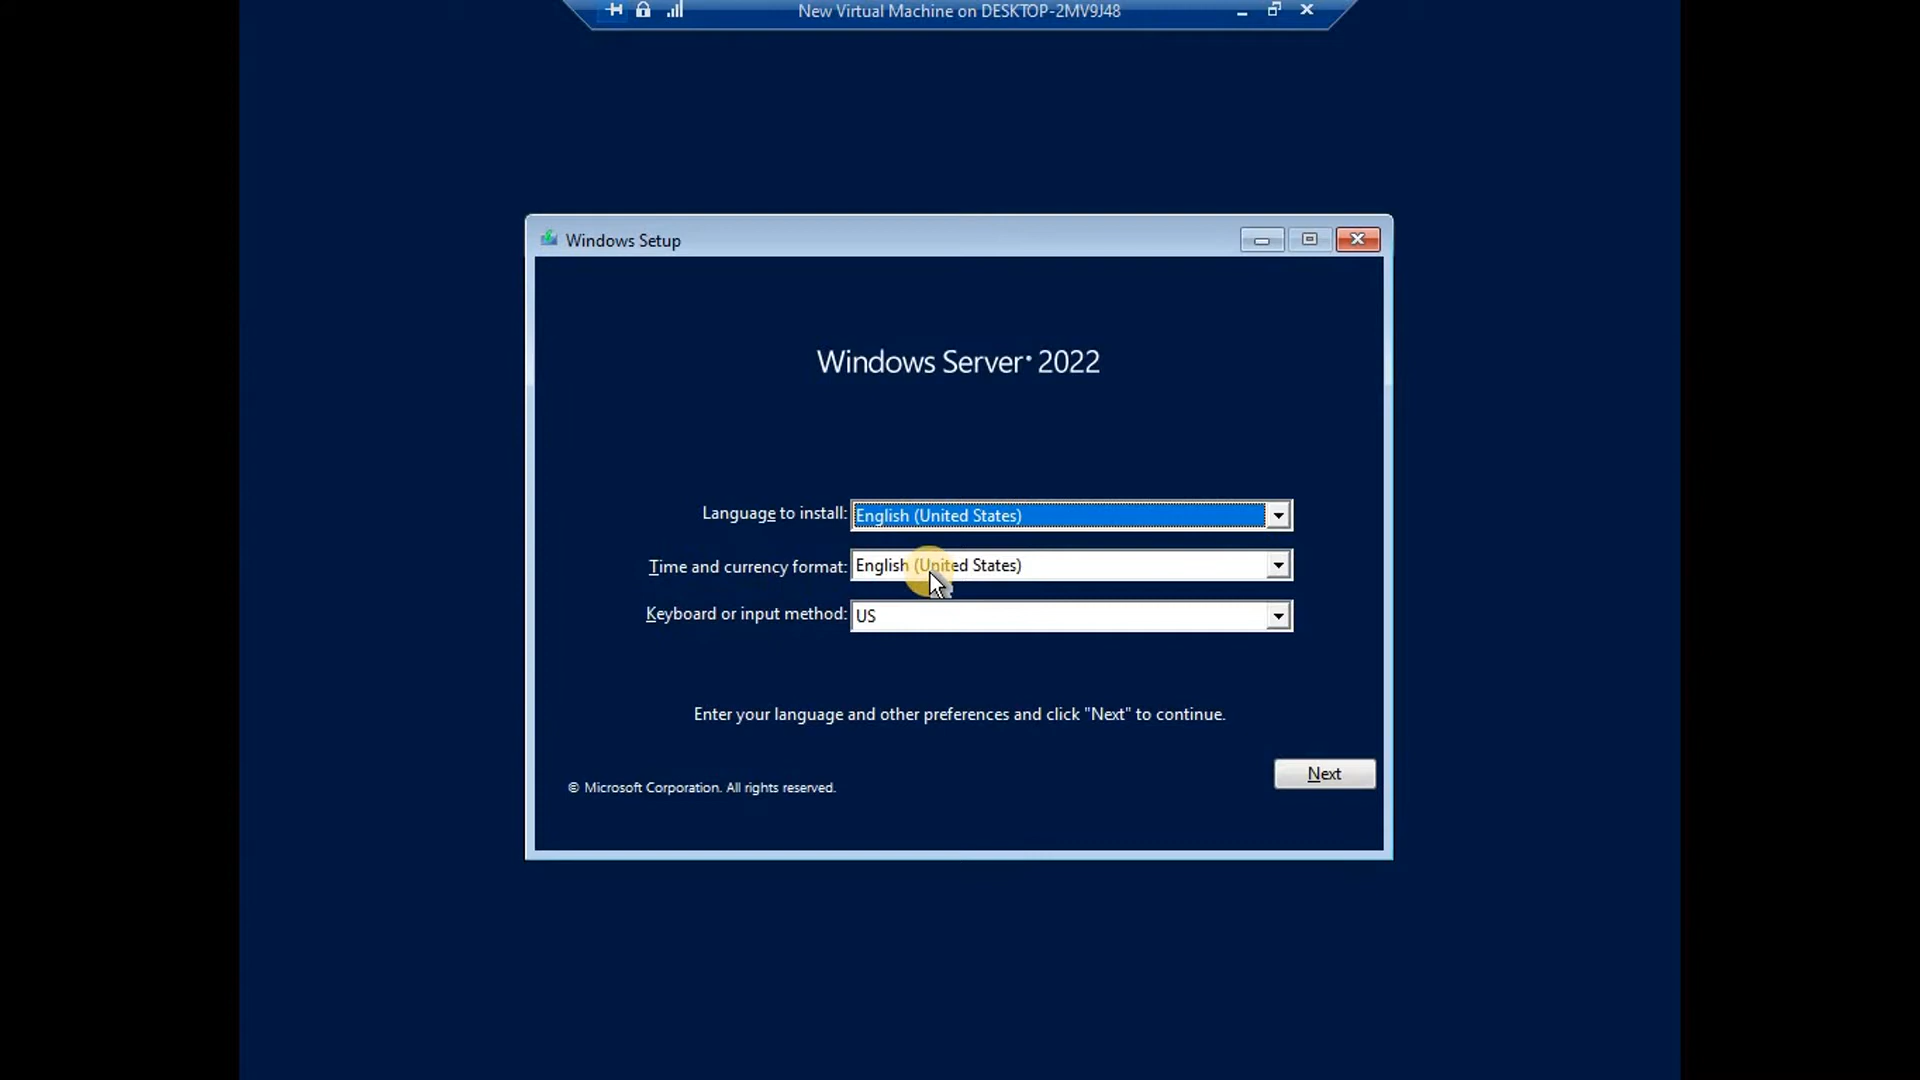 New Virtual Machine on DESKTOP-2MV9J48
Windows Setup
Windows Server® 2022
Language to install: English (United States)
Time and currency format: English (United States)
Keyboard or input method: US
Enter your language and other preferences and click "Next" to continue.
Next
© Microsoft Corporation. All rights reserved.